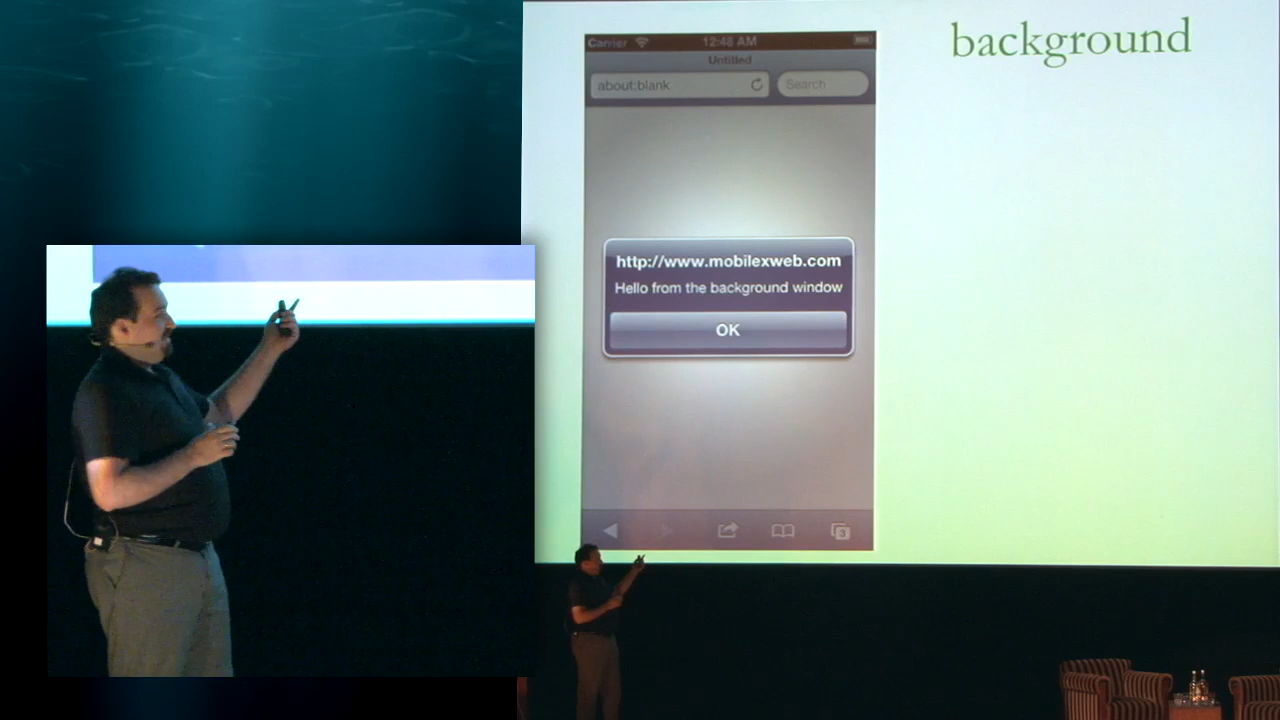 background
Carrier 12:48 AM
Untitled
about:blank Search
http://www.mobilexweb.com
Hello from the background window
OK
3